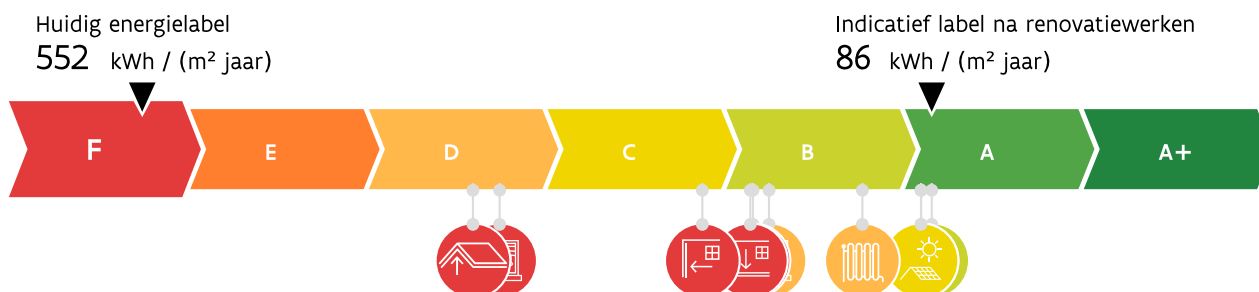 Huidig energielabel
552 kWh / (m² jaar)
Indicatief label na renovatiewerken
86 kWh / (m² jaar)
F E D C B A A+